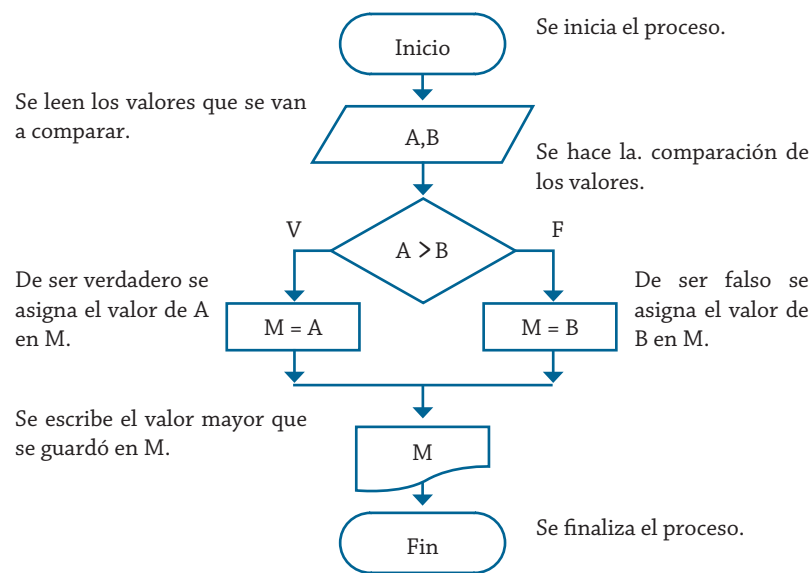 Inicio
Se inicia el proceso.
Se leen los valores que se van
a comparar.
A,B
Se hace la. comparación de
los valores.
V
F
A > B
De ser verdadero se
asigna el valor de A
en M.
M = A
M = B
De ser falso se
asigna el valor de
B en M.
Se escribe el valor mayor que
se guardó en M.
M
Fin
Se finaliza el proceso.